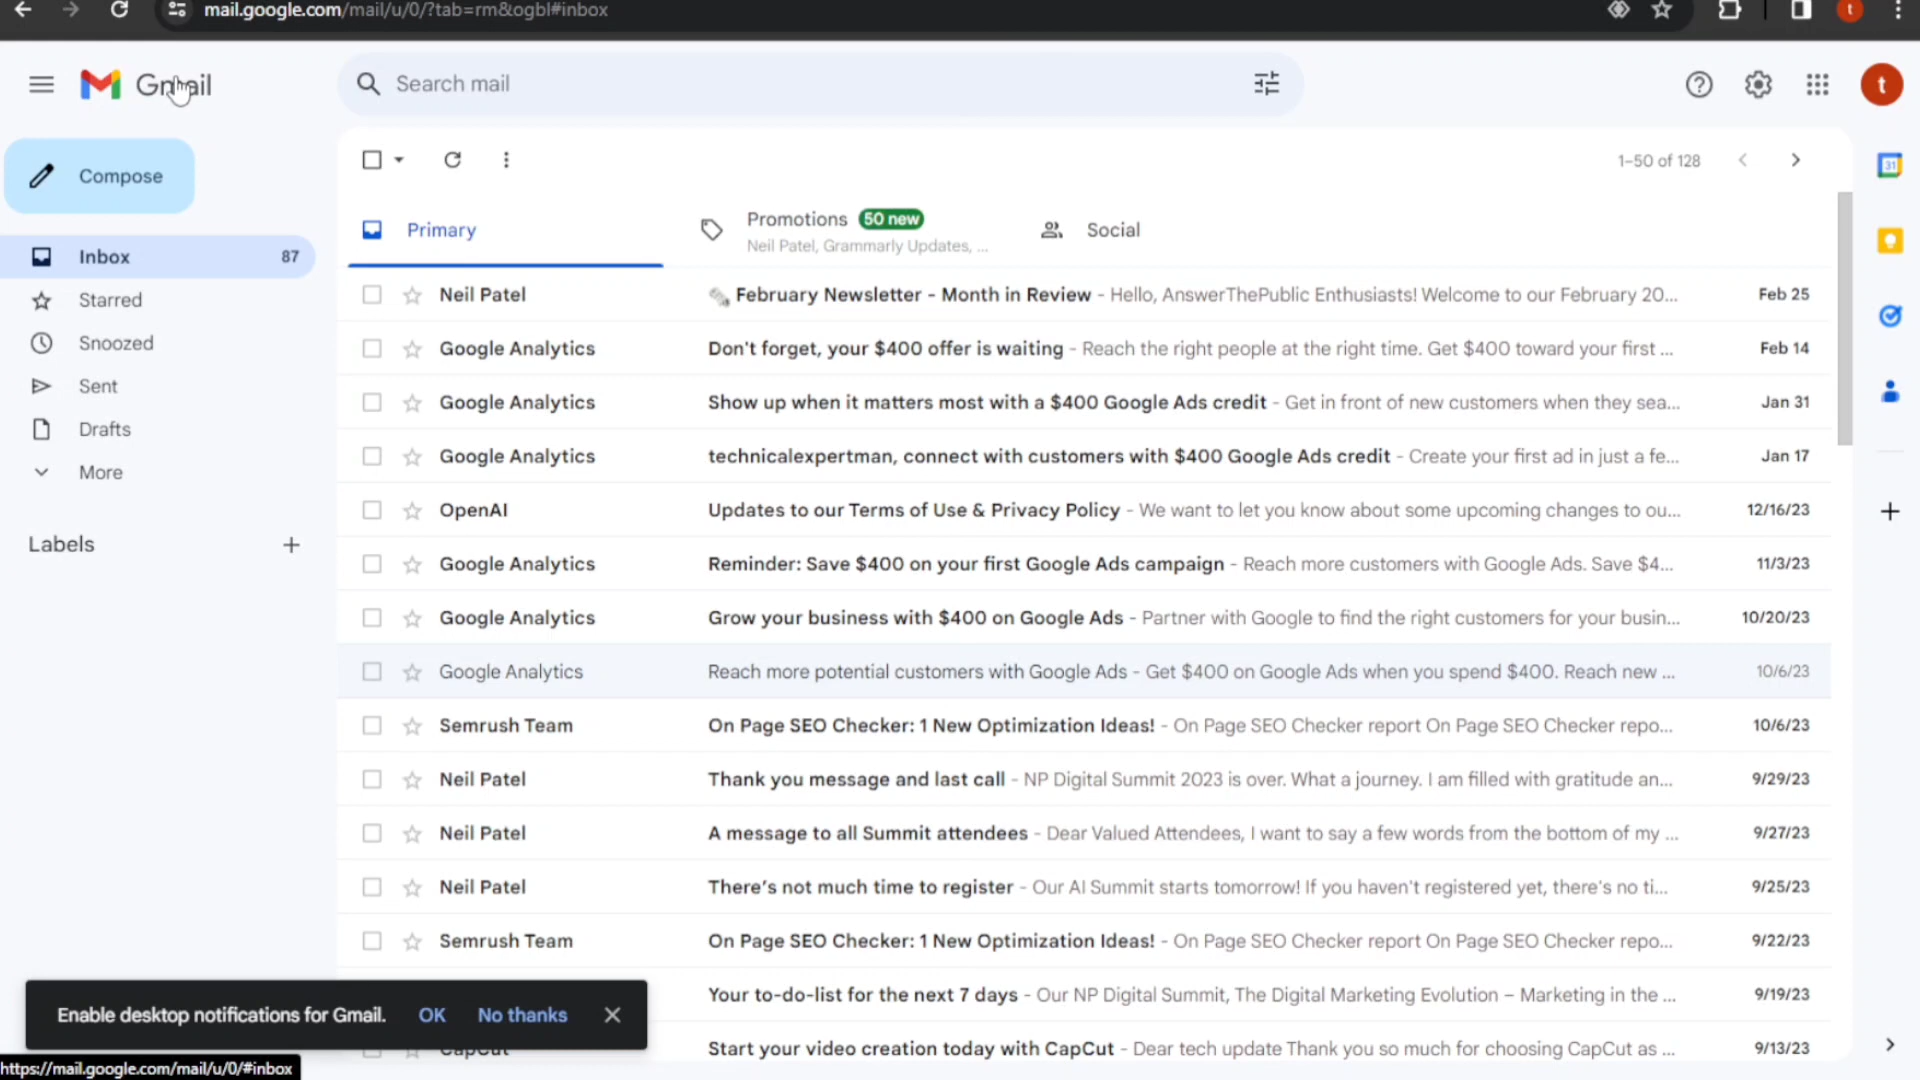 mail.google.com/mail/u/0/?tab=rm&ogbl#inbox
t
Gmail
Search mail
t
Compose
1–50 of 128
31
Primary
Promotions 50 new
Neil Patel, Grammarly Updates, ...
Social
Inbox 87
Starred
Snoozed
Sent
Drafts
More
Labels
Neil Patel February Newsletter - Month in Review - Hello, AnswerThePublic Enthusiasts! Welcome to our February 20... Feb 25
Google Analytics Don't forget, your $400 offer is waiting - Reach the right people at the right time. Get $400 toward your first ... Feb 14
Google Analytics Show up when it matters most with a $400 Google Ads credit - Get in front of new customers when they sea... Jan 31
Google Analytics technicalexpertman, connect with customers with $400 Google Ads credit - Create your first ad in just a fe... Jan 17
OpenAI Updates to our Terms of Use & Privacy Policy - We want to let you know about some upcoming changes to ou... 12/16/23
Google Analytics Reminder: Save $400 on your first Google Ads campaign - Reach more customers with Google Ads. Save $4... 11/3/23
Google Analytics Grow your business with $400 on Google Ads - Partner with Google to find the right customers for your busin... 10/20/23
Google Analytics Reach more potential customers with Google Ads - Get $400 on Google Ads when you spend $400. Reach new ... 10/6/23
Semrush Team On Page SEO Checker: 1 New Optimization Ideas! - On Page SEO Checker report On Page SEO Checker repo... 10/6/23
Neil Patel Thank you message and last call - NP Digital Summit 2023 is over. What a journey. I am filled with gratitude an... 9/29/23
Neil Patel A message to all Summit attendees - Dear Valued Attendees, I want to say a few words from the bottom of my ... 9/27/23
Neil Patel There's not much time to register - Our AI Summit starts tomorrow! If you haven't registered yet, there's no ti... 9/25/23
Semrush Team On Page SEO Checker: 1 New Optimization Ideas! - On Page SEO Checker report On Page SEO Checker repo... 9/22/23
Your to-do-list for the next 7 days - Our NP Digital Summit, The Digital Marketing Evolution – Marketing in the ... 9/19/23
CapCut Start your video creation today with CapCut - Dear tech update Thank you so much for choosing CapCut as ... 9/13/23
Enable desktop notifications for Gmail. OK No thanks
https://mail.google.com/mail/u/0/#inbox